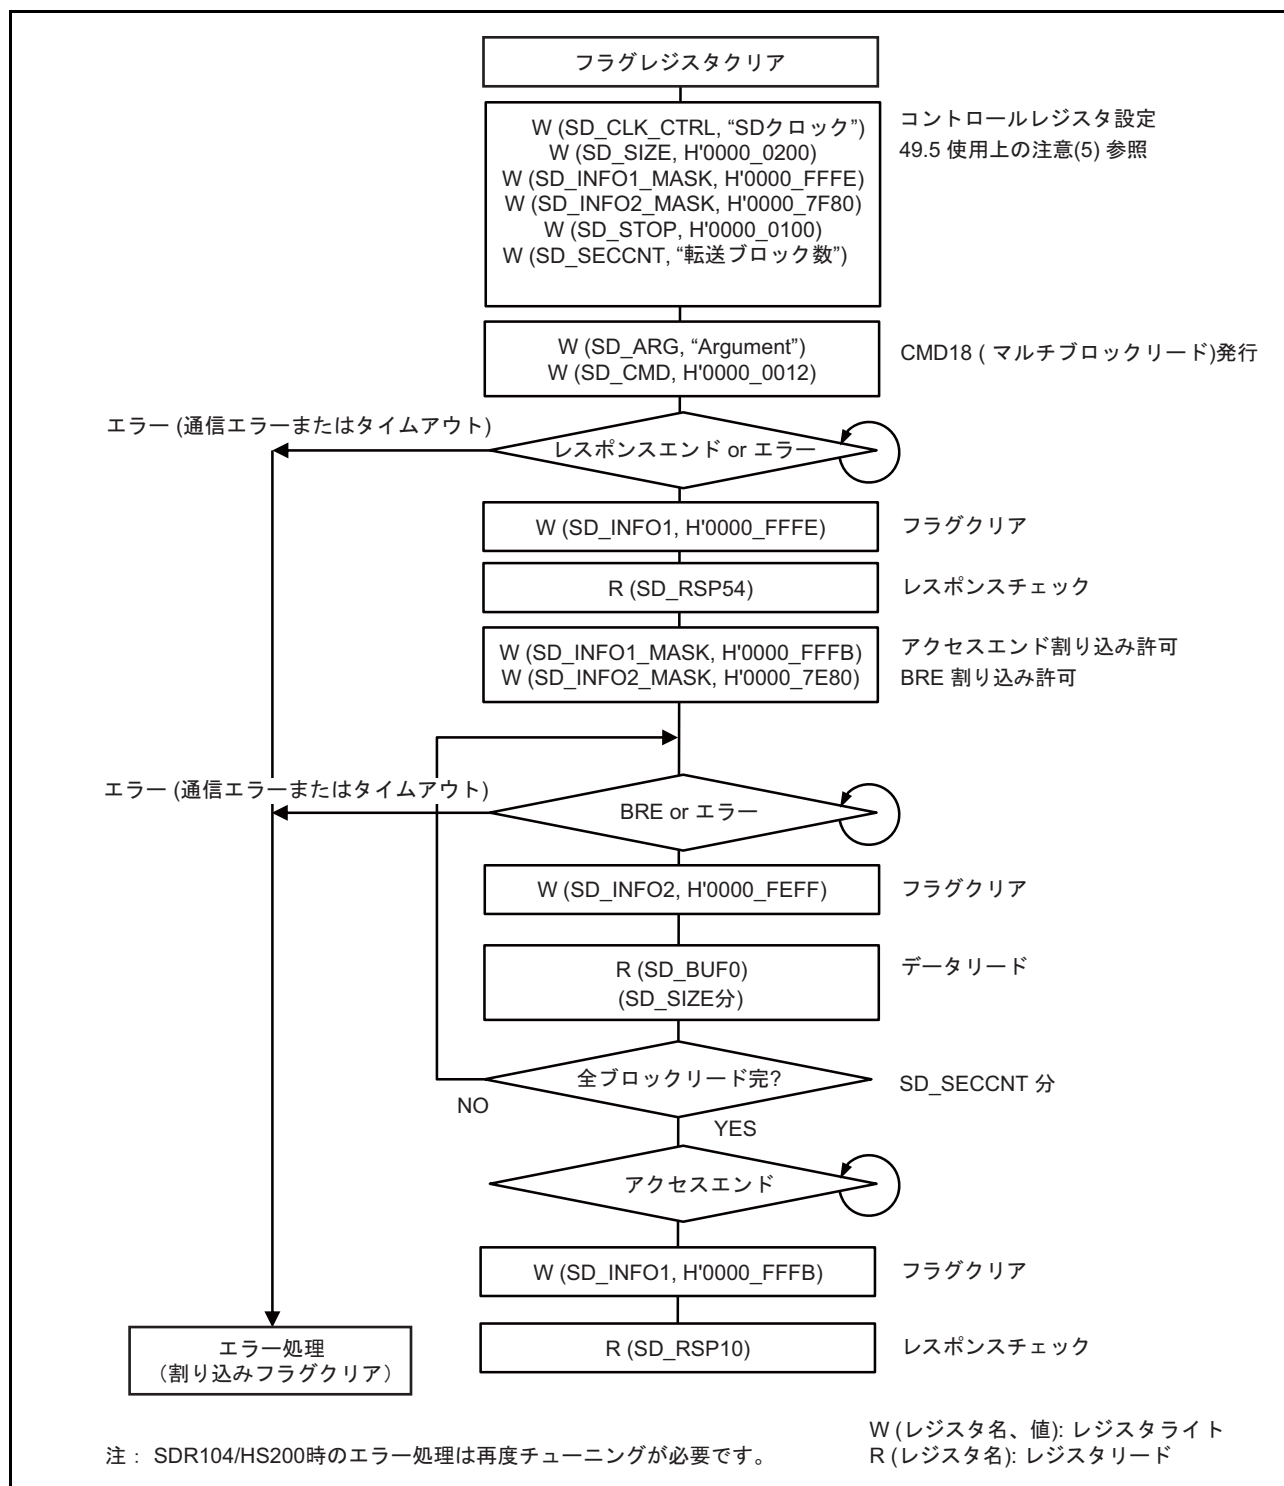 フラグレジスタクリア
W (SD_CLK_CTRL, “SDクロック”)
W (SD_SIZE, H'0000_0200)
W (SD_INFO1_MASK, H'0000_FFFE)
W (SD_INFO2_MASK, H'0000_7F80)
W (SD_STOP, H'0000_0100)
W (SD_SECCNT, “転送ブロック数”)
コントロールレジスタ設定
49.5 使用上の注意(5) 参照
W (SD_ARG, “Argument”)
W (SD_CMD, H'0000_0012)
CMD18 ( マルチブロックリード)発行
エラー (通信エラーまたはタイムアウト)
レスポンスエンド or エラー
W (SD_INFO1, H'0000_FFFE)
フラグクリア
R (SD_RSP54)
レスポンスチェック
W (SD_INFO1_MASK, H'0000_FFFB)
W (SD_INFO2_MASK, H'0000_7E80)
アクセスエンド割り込み許可
BRE 割り込み許可
エラー (通信エラーまたはタイムアウト)
BRE or エラー
W (SD_INFO2, H'0000_FEFF)
フラグクリア
R (SD_BUF0)
(SD_SIZE分)
データリード
全ブロックリード完?
SD_SECCNT 分
NO
YES
アクセスエンド
W (SD_INFO1, H'0000_FFFB)
フラグクリア
R (SD_RSP10)
レスポンスチェック
エラー処理
（割り込みフラグクリア）
注： SDR104/HS200時のエラー処理は再度チューニングが必要です。
W (レジスタ名、値): レジスタライト
R (レジスタ名): レジスタリード